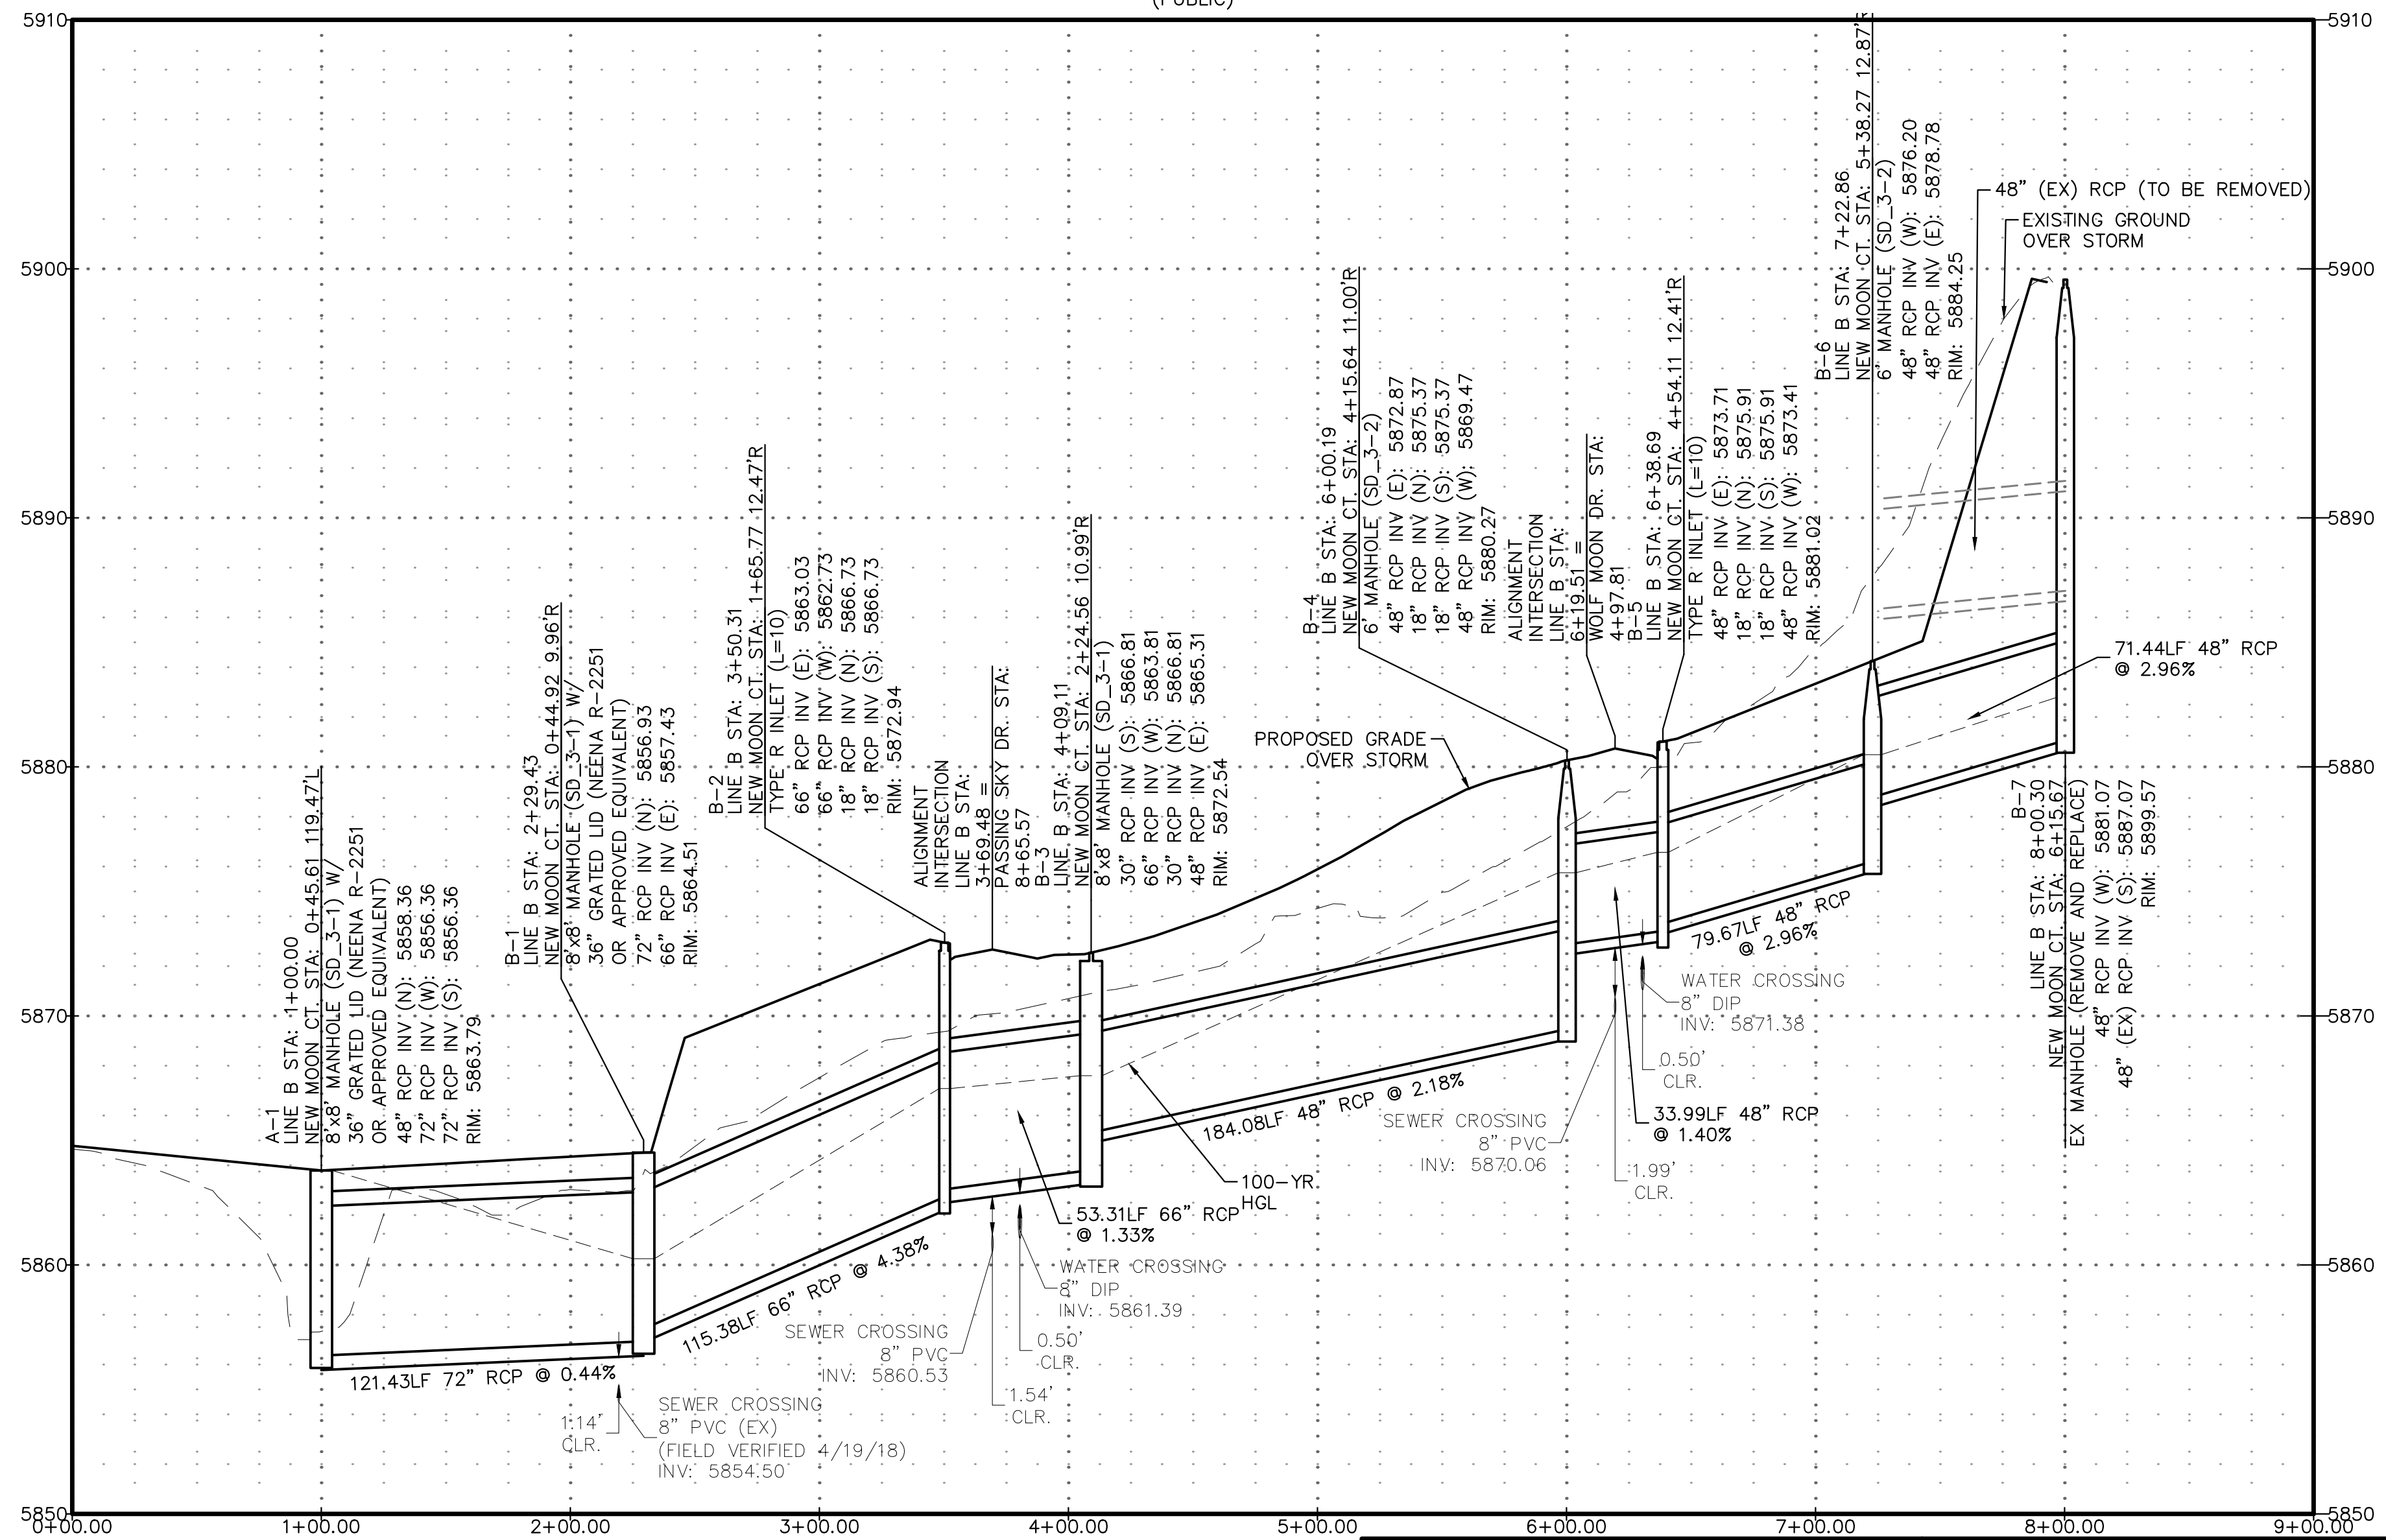 (PUBLIC)
5910
5900
5890
5880
5870
5860
5850
5910
5900
5890
5880
5870
5860
5850
0+00.00
1+00.00
2+00.00
3+00.00
4+00.00
5+00.00
6+00.00
7+00.00
8+00.00
9+00.00
A-1
LINE B STA: 1+00.00
NEW MOON CT. STA: 0+45.61 119.47'L
8'x8' MANHOLE (SD_3-1) W/
36" GRATED LID (NEENA R-2251
OR APPROVED EQUIVALENT)
48" RCP INV (N): 5858.36
72" RCP INV (W): 5856.36
72" RCP INV (S): 5856.36
RIM: 5863.79
B-1
LINE B STA: 2+29.43
NEW MOON CT. STA: 0+44.92 9.96'R
8'x8' MANHOLE (SD_3-1) W/
36" GRATED LID (NEENA R-2251
OR APPROVED EQUIVALENT)
72" RCP INV (N): 5856.93
66" RCP INV (E): 5857.43
RIM: 5864.51
B-2
LINE B STA: 3+50.31
NEW MOON CT. STA: 1+65.77 12.47'R
TYPE R INLET (L=10)
66" RCP INV (E): 5863.03
66" RCP INV (W): 5862.73
18" RCP INV (N): 5866.73
18" RCP INV (S): 5866.73
RIM: 5872.94
ALIGNMENT
INTERSECTION
LINE B STA:
3+69.48 =
PASSING SKY DR. STA:
8+65.57
B-3
LINE B STA: 4+09.11
NEW MOON CT. STA: 2+24.56 10.99'R
8'x8' MANHOLE (SD_3-1)
30" RCP INV (S): 5866.81
66" RCP INV (W): 5863.81
30" RCP INV (N): 5866.81
48" RCP INV (E): 5865.31
RIM: 5872.54
B-4
LINE B STA: 6+00.19
NEW MOON CT. STA: 4+15.64 11.00'R
6' MANHOLE (SD_3-2)
48" RCP INV (E): 5872.87
18" RCP INV (N): 5875.37
18" RCP INV (S): 5875.37
48" RCP INV (W): 5869.47
RIM: 5880.27
ALIGNMENT
INTERSECTION
LINE B STA:
6+19.51 =
WOLF MOON DR. STA:
4+97.81
B-5
LINE B STA: 6+38.69
NEW MOON CT. STA: 4+54.11 12.41'R
TYPE R INLET (L=10)
48" RCP INV (E): 5873.71
18" RCP INV (N): 5875.91
18" RCP INV (S): 5875.91
48" RCP INV (W): 5873.41
RIM: 5881.02
B-6
LINE B STA: 7+22.86
NEW MOON CT. STA: 5+38.27 12.87'R
6' MANHOLE (SD_3-2)
48" RCP INV (W): 5876.20
48" RCP INV (E): 5878.78
RIM: 5884.25
48" (EX) RCP (TO BE REMOVED)
EXISTING GROUND
OVER STORM
71.44LF 48" RCP
@ 2.96%
B-7
LINE B STA: 8+00.30
NEW MOON CT. STA: 6+15.67
EX MANHOLE (REMOVE AND REPLACE)
48" RCP INV (W): 5881.07
48" (EX) RCP INV (S): 5887.07
RIM: 5899.57
PROPOSED GRADE
OVER STORM
79.67LF 48" RCP
@ 2.96%
WATER CROSSING
8" DIP
INV: 5871.38
0.50'
CLR.
33.99LF 48" RCP
@ 1.40%
1.99'
CLR.
SEWER CROSSING
8" PVC
INV: 5870.06
184.08LF 48" RCP @ 2.18%
100-YR
HGL
53.31LF 66" RCP
@ 1.33%
WATER CROSSING
8" DIP
INV: 5861.39
0.50'
CLR.
1.54'
CLR.
SEWER CROSSING
8" PVC
INV: 5860.53
115.38LF 66" RCP @ 4.38%
121.43LF 72" RCP @ 0.44%
1.14'
CLR.
SEWER CROSSING
8" PVC (EX)
(FIELD VERIFIED 4/19/18)
INV: 5854.50